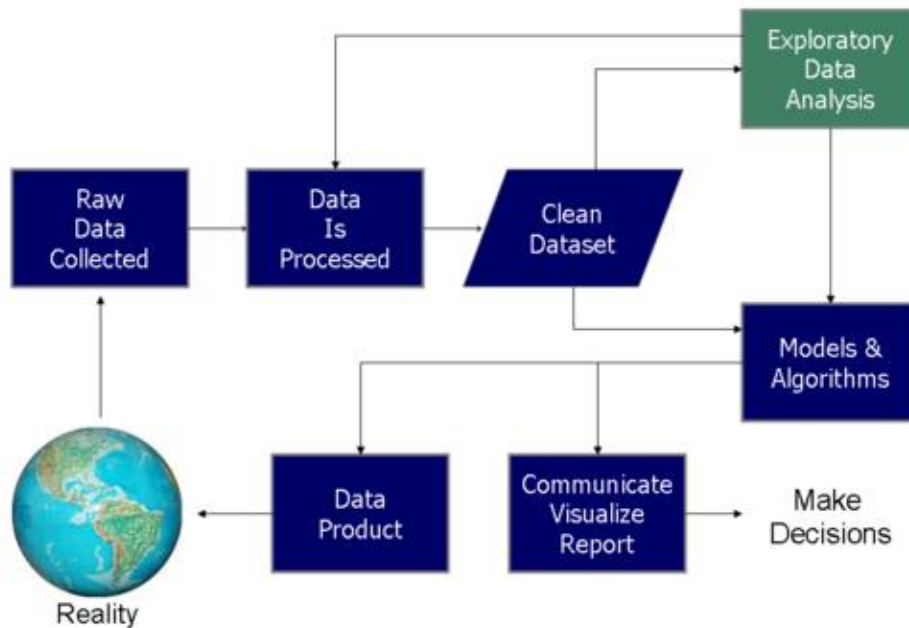 Exploratory
Data
Analysis
Raw
Data
Collected
Data
Is
Processed
Clean
Dataset
Models &
Algorithms
Data
Product
Communicate
Visualize
Report
Make
Decisions
Reality